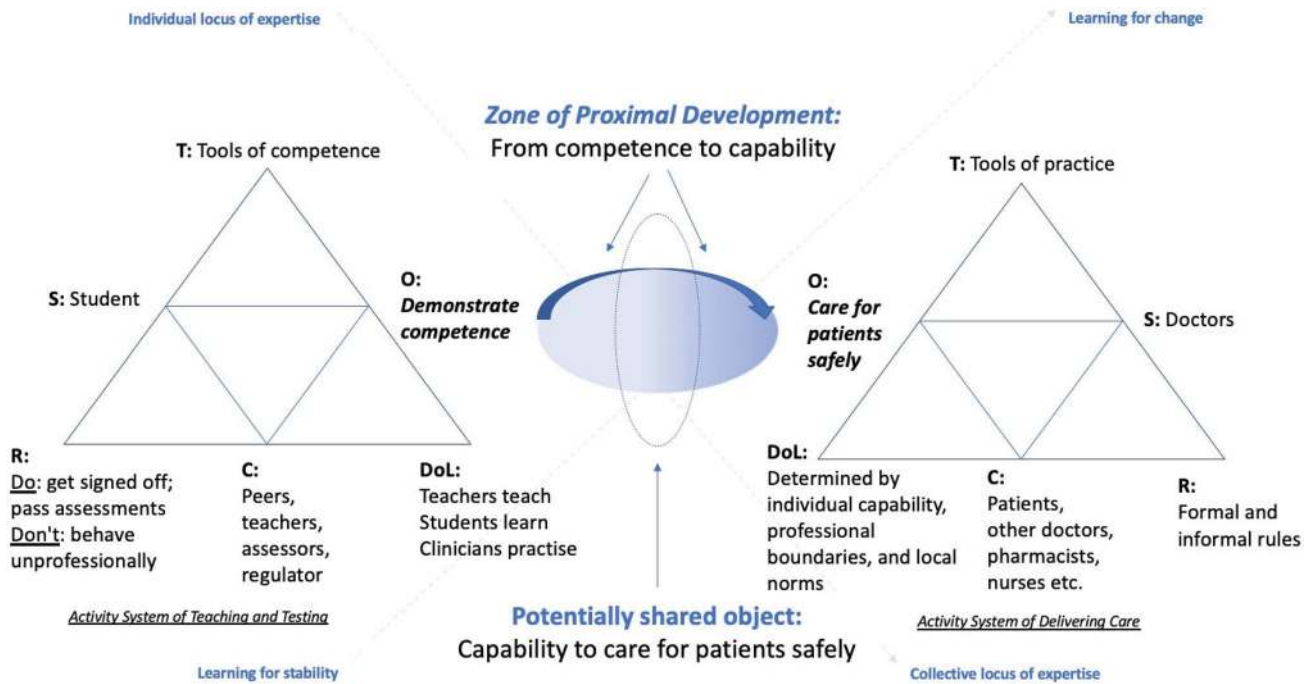 Individual locus of expertise
Learning for change
Zone of Proximal Development:
From competence to capability
T: Tools of competence
T: Tools of practice
S: Student
O:
Demonstrate
competence
O:
Care for
patients
safely
S: Doctors
R:
Do: get signed off;
pass assessments
Don't: behave
unprofessionally
C:
Peers,
teachers,
assessors,
regulator
DoL:
Teachers teach
Students learn
Clinicians practise
DoL:
Determined by
individual capability,
professional
boundaries, and local
norms
C:
Patients,
other doctors,
pharmacists,
nurses etc.
R:
Formal and
informal rules
Activity System of Teaching and Testing
Potentially shared object:
Capability to care for patients safely
Activity System of Delivering Care
Learning for stability
Collective locus of expertise